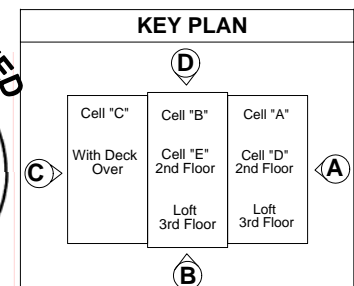 KEY PLAN
D
Cell "C"
With Deck
Over
Cell "B"
Cell "E"
2nd Floor
Loft
3rd Floor
Cell "A"
Cell "D"
2nd Floor
Loft
3rd Floor
C
A
B